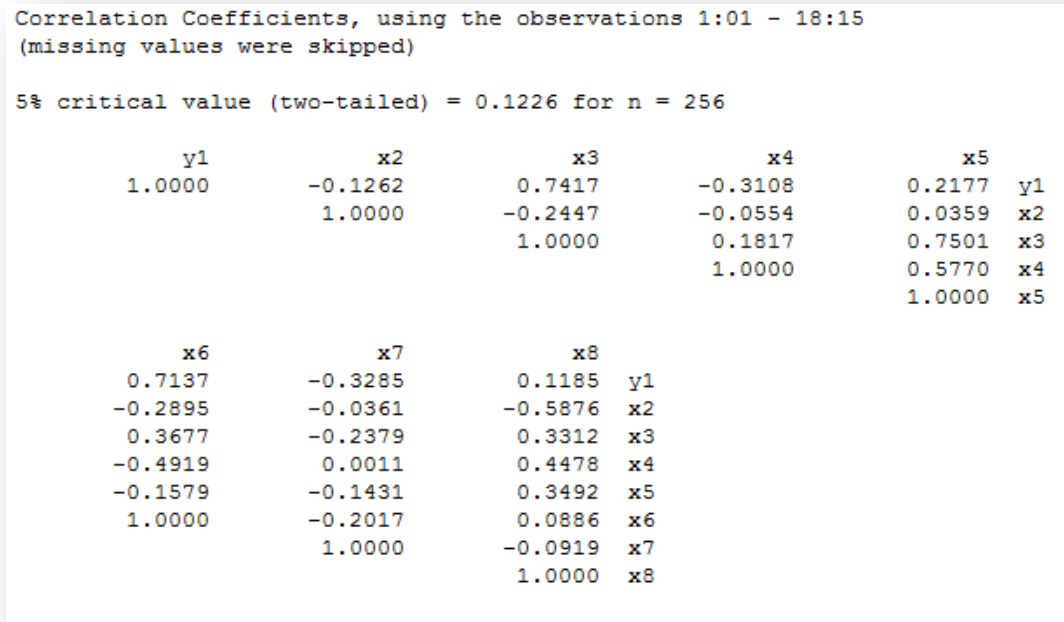 Correlation Coefficients, using the observations 1:01 - 18:15
(missing values were skipped)
5% critical value (two-tailed) = 0.1226 for n = 256
y1 x2 x3 x4 x5
1.0000 -0.1262 0.7417 -0.3108 0.2177 y1
1.0000 -0.2447 -0.0554 0.0359 x2
1.0000 0.1817 0.7501 x3
1.0000 0.5770 x4
1.0000 x5
x6 x7 x8
0.7137 -0.3285 0.1185 y1
-0.2895 -0.0361 -0.5876 x2
0.3677 -0.2379 0.3312 x3
-0.4919 0.0011 0.4478 x4
-0.1579 -0.1431 0.3492 x5
1.0000 -0.2017 0.0886 x6
1.0000 -0.0919 x7
1.0000 x8